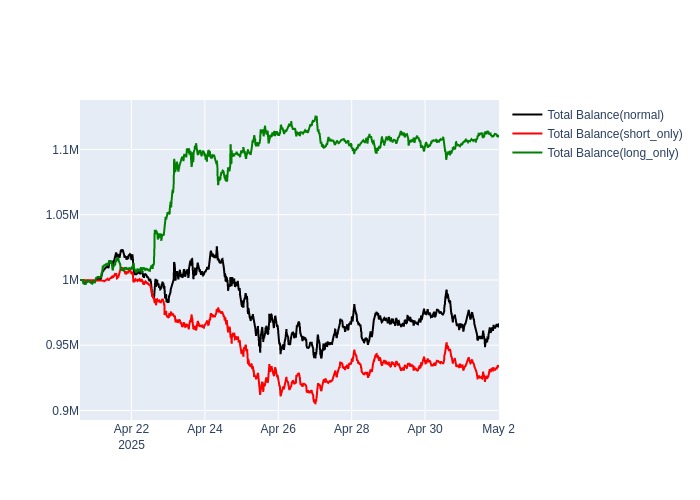 Total Balance(normal)
Total Balance(short_only)
Total Balance(long_only)
1.1M
1.05M
1M
0.95M
0.9M
Apr 22
2025
Apr 24
Apr 26
Apr 28
Apr 30
May 2